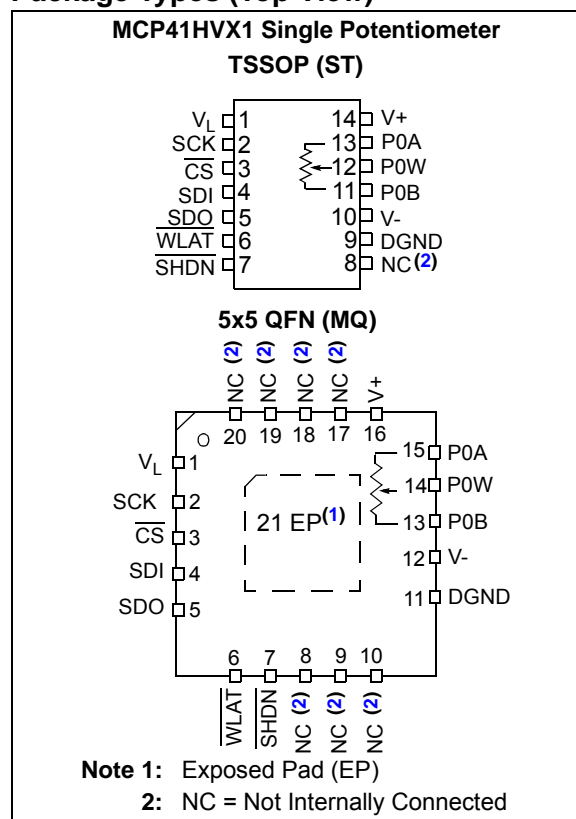 Package Types (Top View)
MCP41HVX1 Single Potentiometer
TSSOP (ST)
VL 1 14 V+
SCK 2 13 P0A
CS 3 12 P0W
SDI 4 11 P0B
SDO 5 10 V-
WLAT 6 9 DGND
SHDN 7 8 NC(2)
5x5 QFN (MQ)
NC (2) NC (2) NC (2) NC (2) V+
20 19 18 17 16
VL 1 15 P0A
SCK 2 14 P0W
CS 3 21 EP(1) 13 P0B
SDI 4 12 V-
SDO 5 11 DGND
6 7 8 9 10
WLAT SHDN NC (2) NC (2) NC (2)
Note 1: Exposed Pad (EP)
2: NC = Not Internally Connected